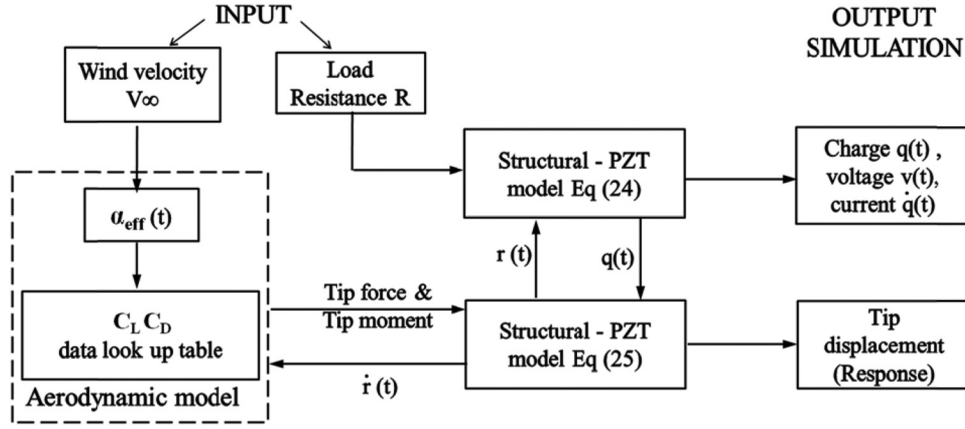 INPUT
OUTPUT
SIMULATION
Wind velocity
V∞
Load
Resistance R
Structural - PZT
model Eq (24)
Charge q(t) ,
voltage v(t),
current q̇(t)
α_eff (t)
r (t)
q(t)
C_L C_D
data look up table
Tip force &
Tip moment
Structural - PZT
model Eq (25)
Tip
displacement
(Response)
ṙ (t)
Aerodynamic model